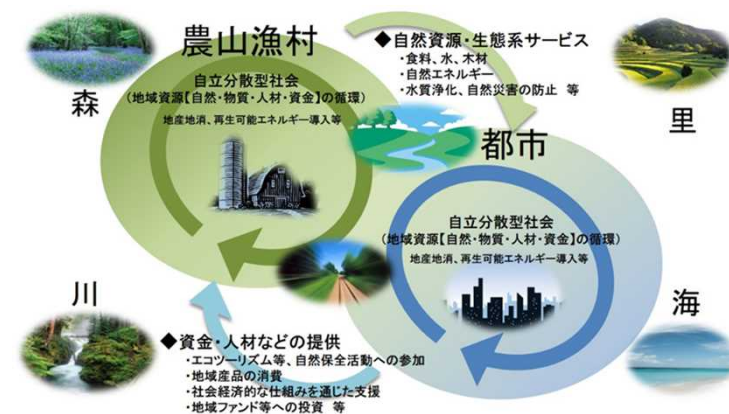 農山漁村
森
自立分散型社会
(地域資源【自然・物質・人材・資金】の循環)
地産地消、再生可能エネルギー導入等
◆自然資源・生態系サービス
・食料、水、木材
・自然エネルギー
・水質浄化、自然災害の防止 等
里
都市
自立分散型社会
(地域資源【自然・物質・人材・資金】の循環)
地産地消、再生可能エネルギー導入等
川
◆資金・人材などの提供
・エコツーリズム等、自然保全活動への参加
・地域産品の消費
・社会経済的な仕組みを通じた支援
・地域ファンド等への投資 等
海